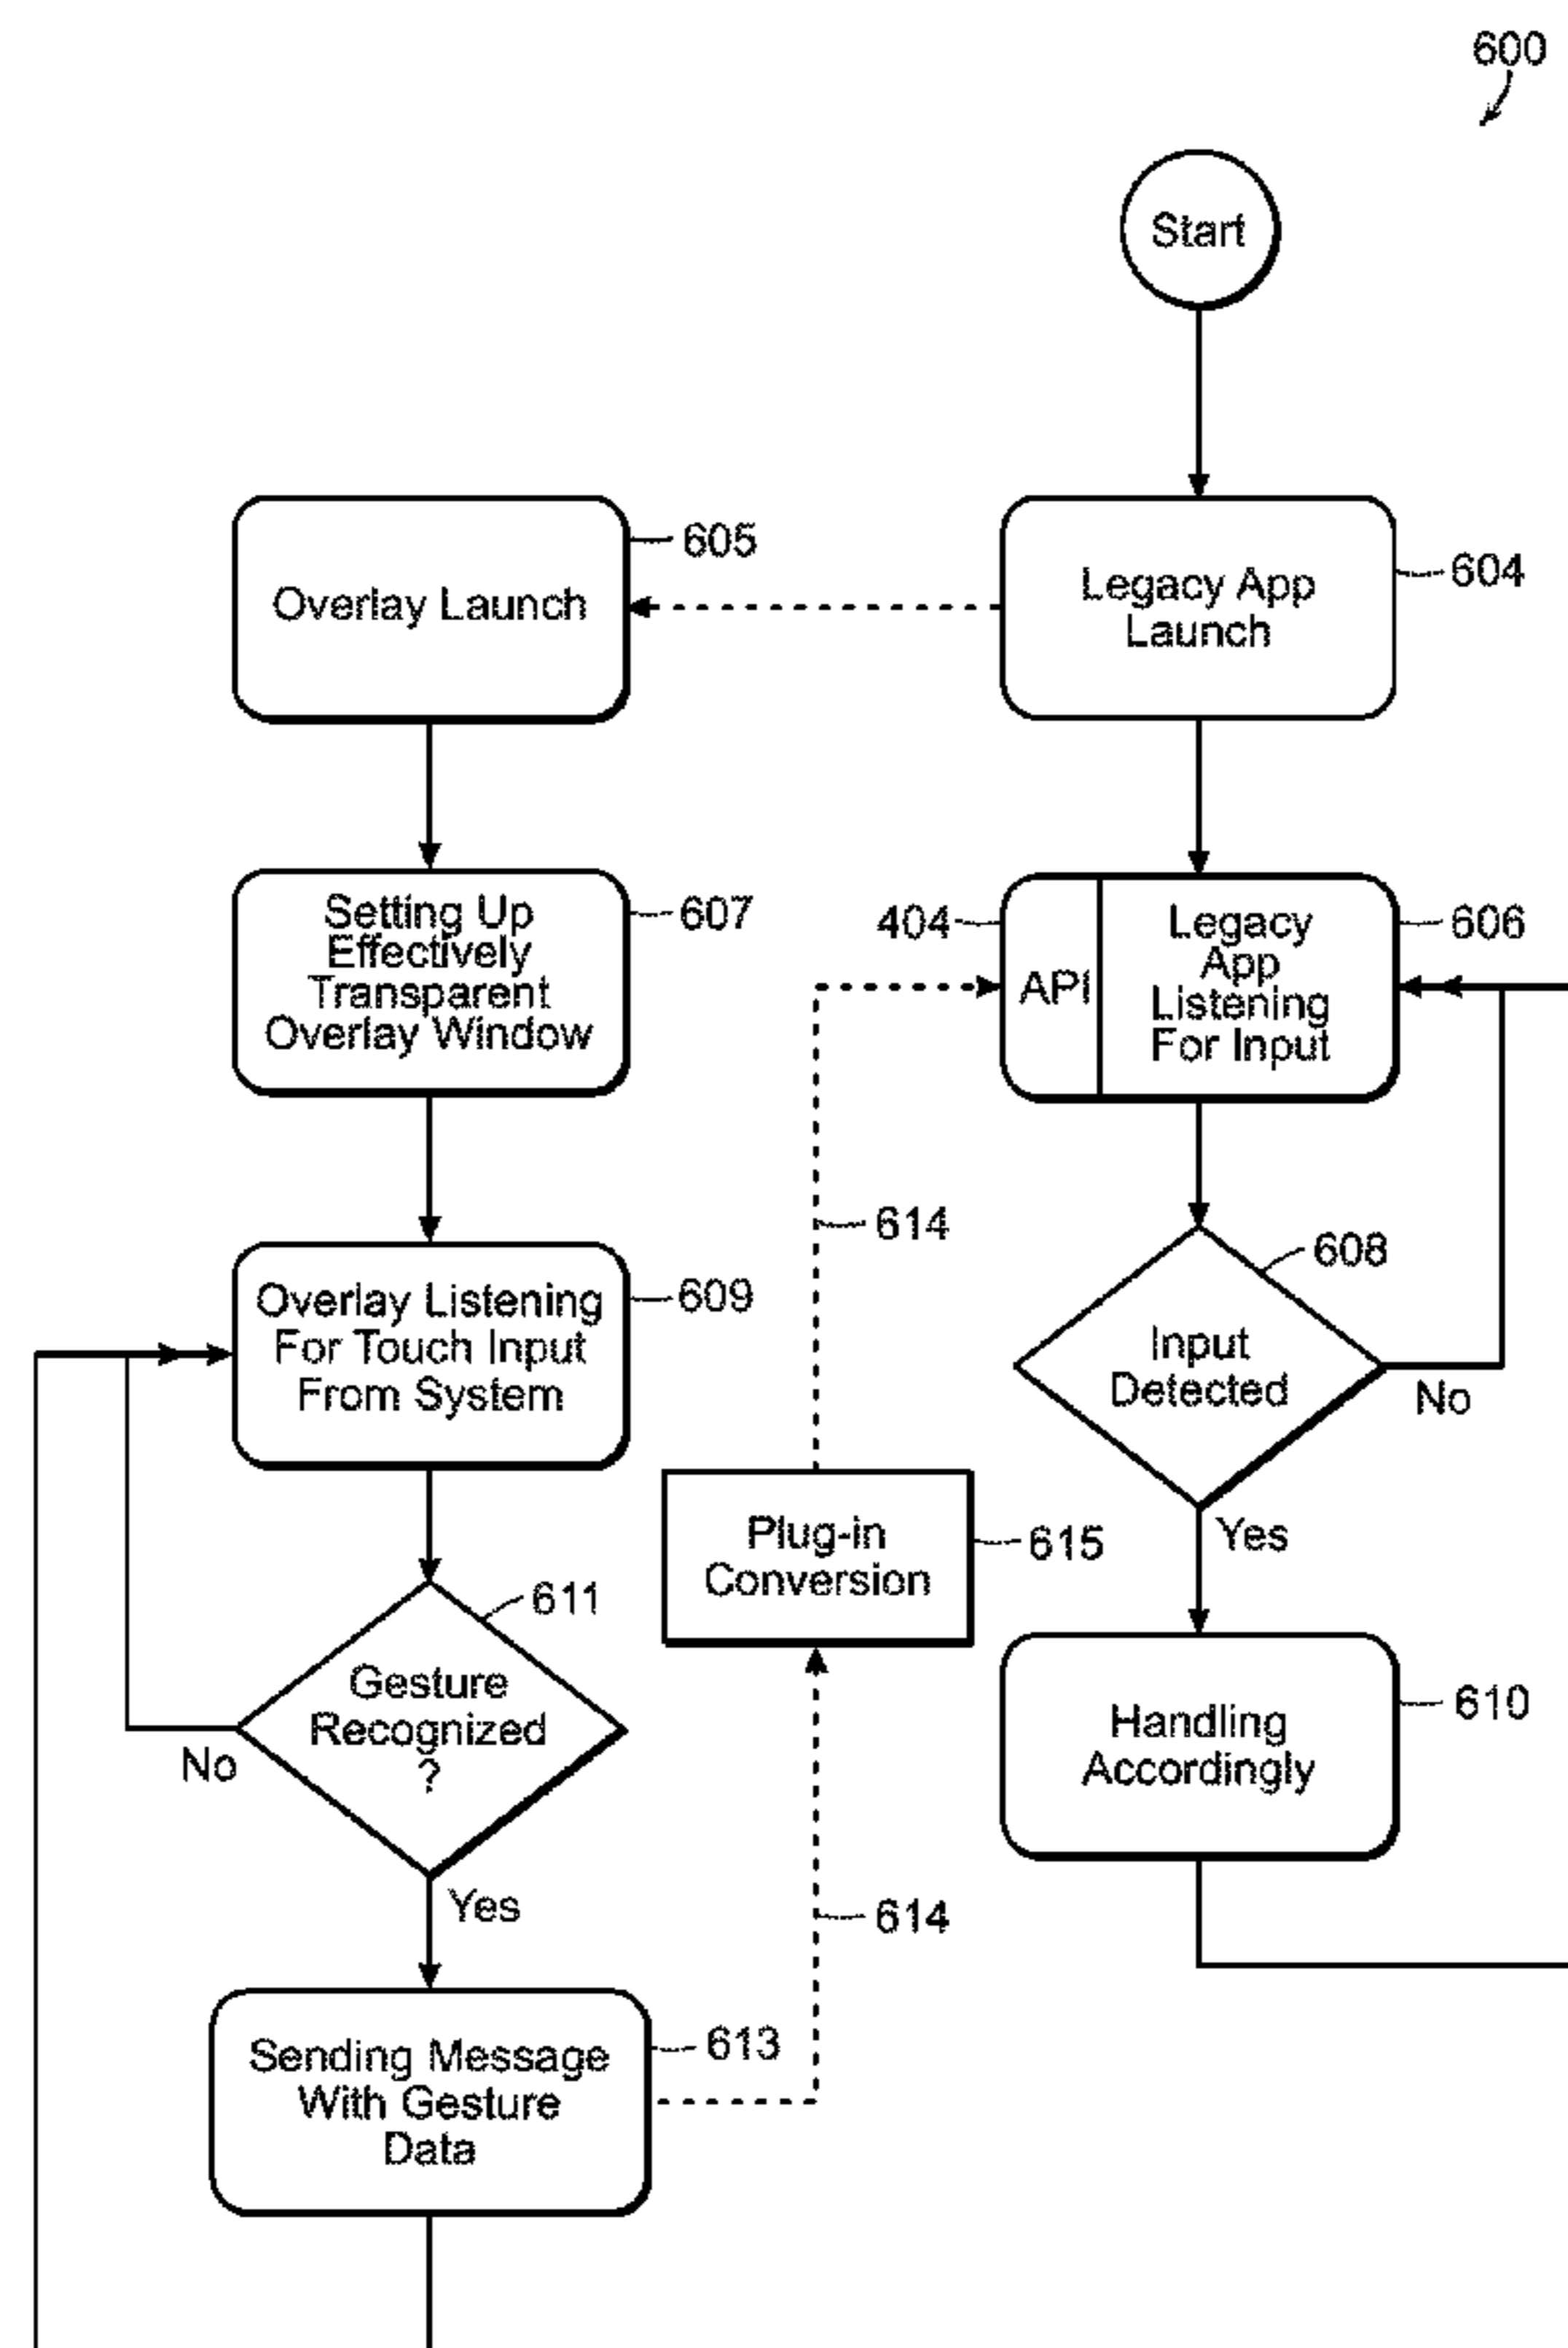 600
Start
605
Overlay Launch
Legacy App
Launch
604
Setting Up
Effectively
Transparent
Overlay Window
607
404
API
Legacy
App
Listening
For Input
606
614
608
Input
Detected
No
Yes
Overlay Listening
For Touch Input
From System
609
Plug-in
Conversion
615
611
Gesture
Recognized
?
No
Yes
Handling
Accordingly
610
614
Sending Message
With Gesture
Data
613